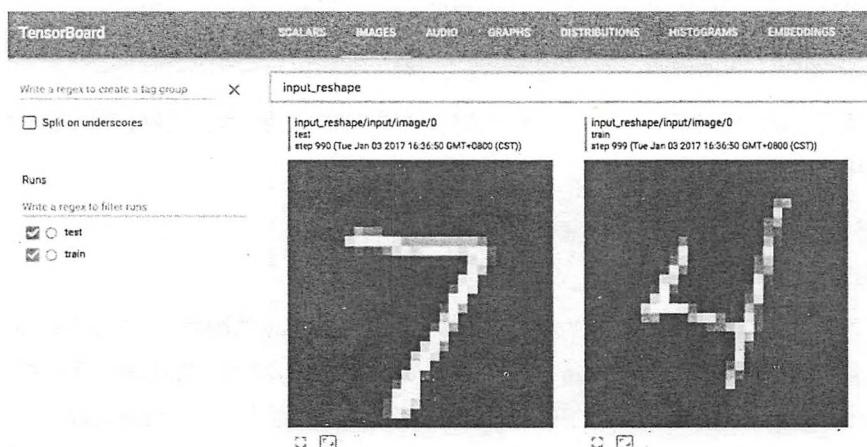 TensorBoard
SCALARS IMAGES AUDIO GRAPHS DISTRIBUTIONS HISTOGRAMS EMBEDDINGS
Write a regex to create a tag group
Split on underscores
Runs
Write a regex to filter runs
test
train
input_reshape
input_reshape/input/image/0
test
step 990 (Tue Jan 03 2017 16:36:50 GMT+0800 (CST))
input_reshape/input/image/0
train
step 999 (Tue Jan 03 2017 16:36:50 GMT+0800 (CST))
7
4